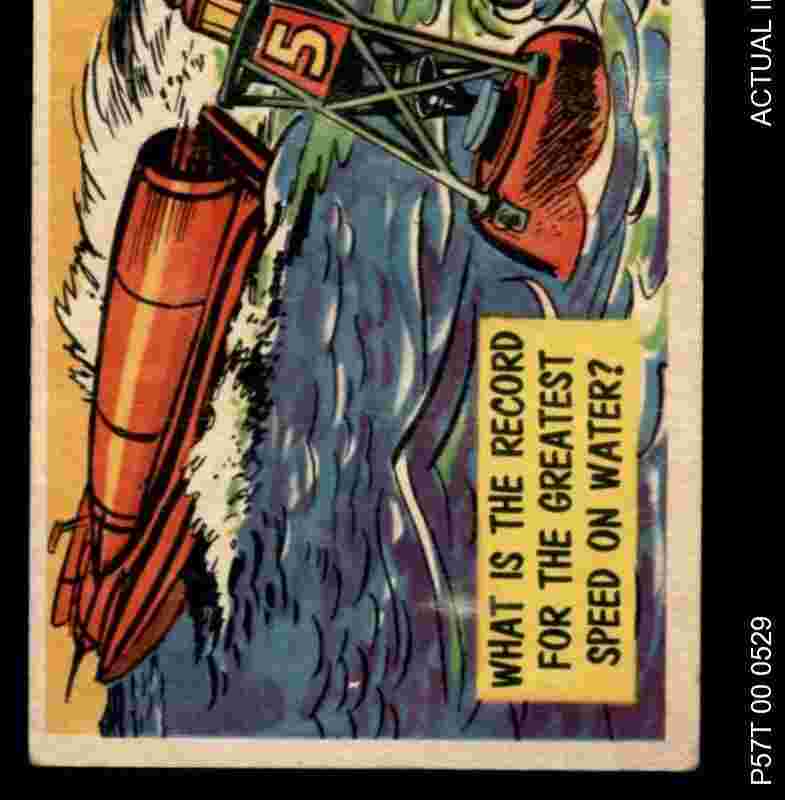 5
WHAT IS THE RECORD
FOR THE GREATEST
SPEED ON WATER?
P57T 00 0529
ACTUAL